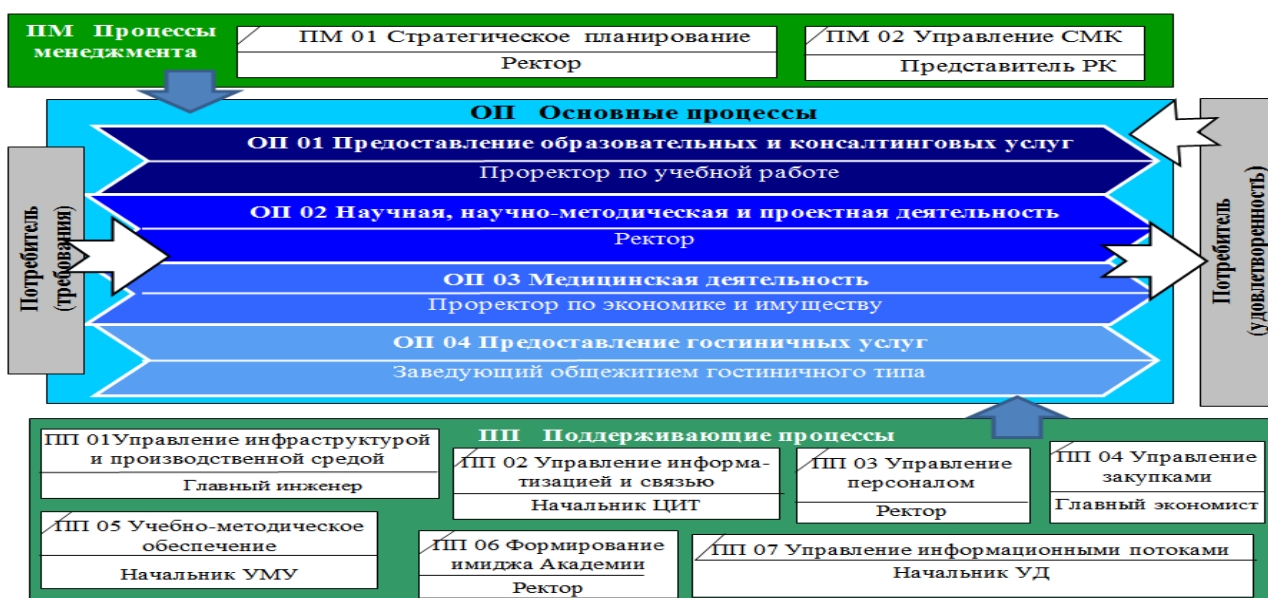 ПМ Процессы
менеджмента
ПМ 01 Стратегическое планирование
Ректор
ПМ 02 Управление СМК
Представитель РК
ОП Основные процессы
ОП 01 Предоставление образовательных и консалтинговых услуг
Проректор по учебной работе
ОП 02 Научная, научно-методическая и проектная деятельность
Ректор
ОП 03 Медицинская деятельность
Проректор по экономике и имуществу
ОП 04 Предоставление гостиничных услуг
Заведующий общежитием гостиничного типа
Потребитель
(требования)
Потребитель
(удовлетворенность)
ПП Поддерживающие процессы
ПП 01Управление инфраструктурой
и производственной средой
Главный инженер
ПП 02 Управление информа-
тизацией и связью
Начальник ЦИТ
ПП 03 Управление
персоналом
Ректор
ПП 04 Управление
закупками
Главный экономист
ПП 05 Учебно-методическое
обеспечение
Начальник УМУ
ПП 06 Формирование
имиджа Академии
Ректор
ПП 07 Управление информационными потоками
Начальник УД